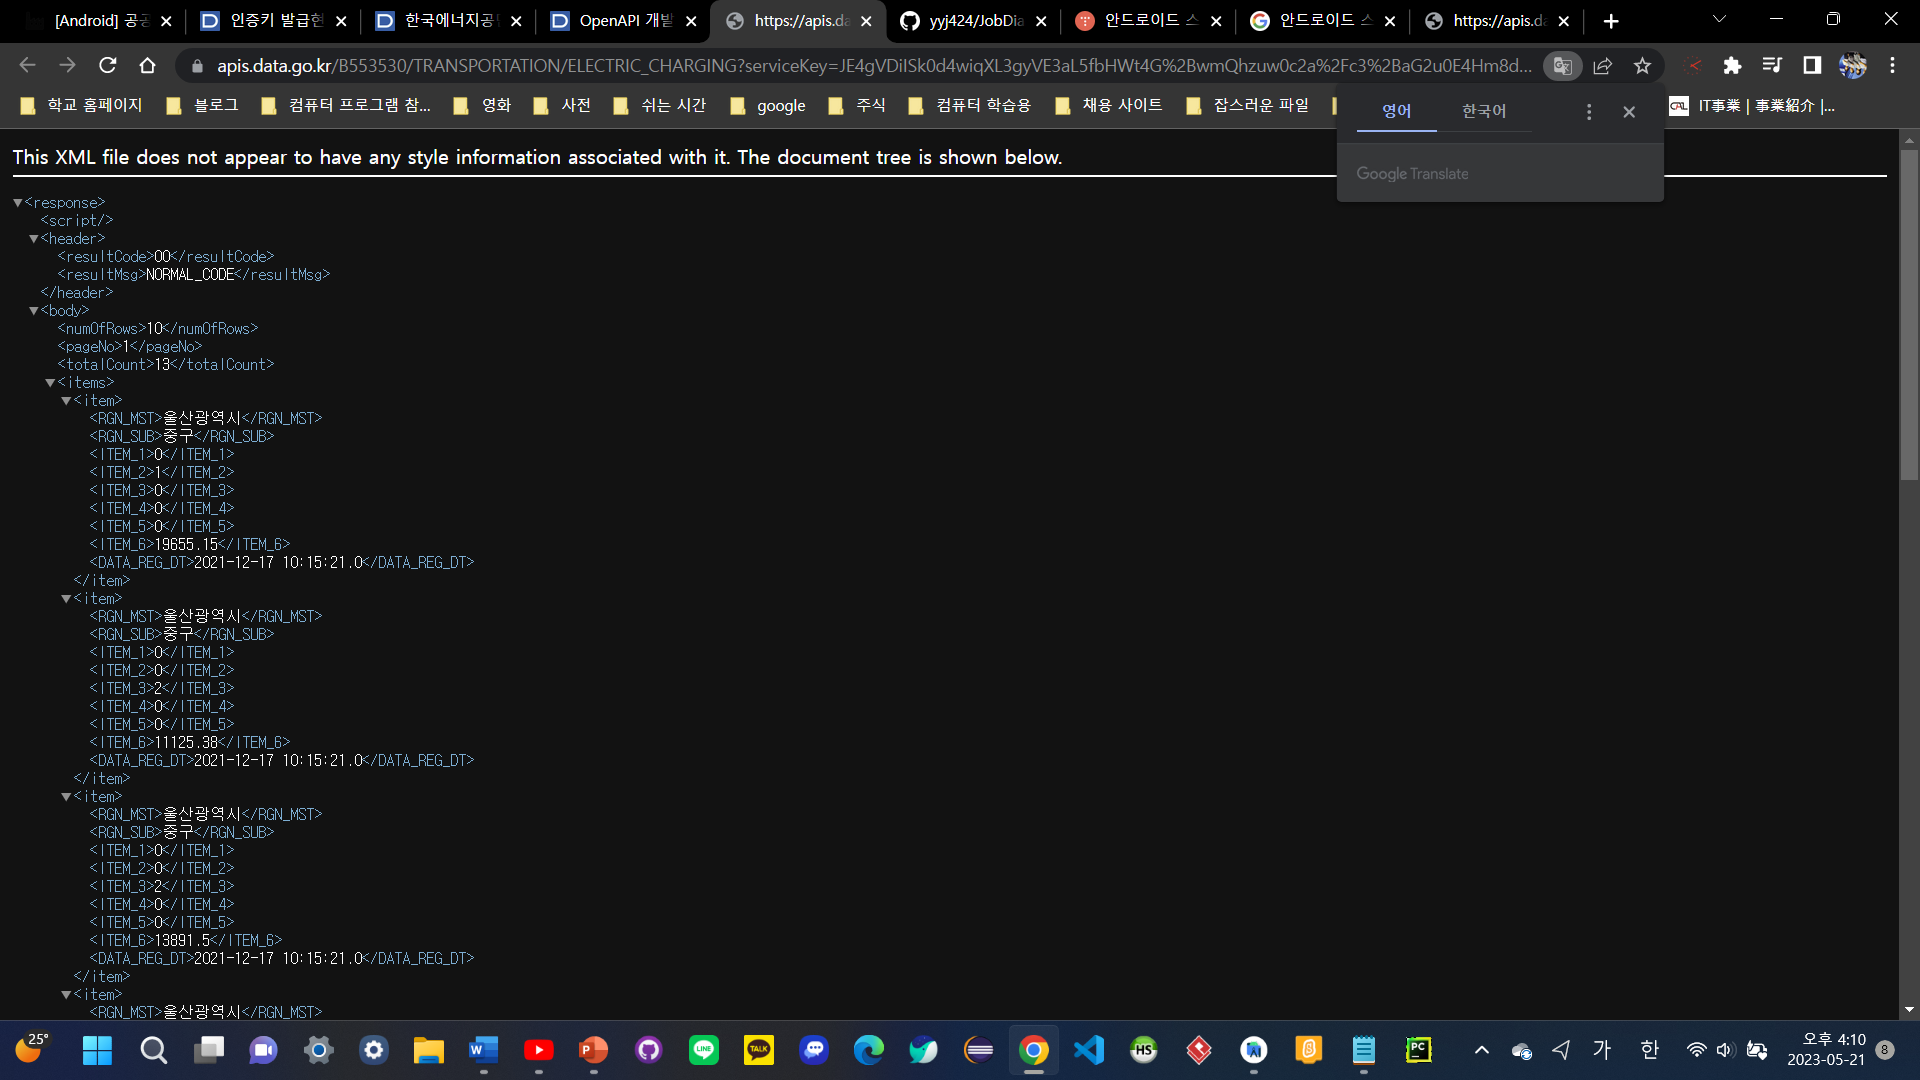 [Android] 공공
인증키 발급현
한국에너지공단
OpenAPI 개발
https://apis.da
yyj424/JobDia
안드로이드 스
안드로이드 스
https://apis.da
apis.data.go.kr/B553530/TRANSPORTATION/ELECTRIC_CHARGING?serviceKey=JE4gVDiISk0d4wiqXL3gyVE3aL5fbHWt4G%2BwmQhzuw0c2a%2Fc3%2BaG2u0E4Hm8d...
학교 홈페이지
블로그
컴퓨터 프로그램 참...
영화
사전
쉬는 시간
google
주식
컴퓨터 학습용
채용 사이트
잡스러운 파일
IT事業 | 事業紹介 |...
영어
한국어
Google Translate
This XML file does not appear to have any style information associated with it. The document tree is shown below.
▼<response>
<script/>
▼<header>
<resultCode>00</resultCode>
<resultMsg>NORMAL_CODE</resultMsg>
</header>
▼<body>
<numOfRows>10</numOfRows>
<pageNo>1</pageNo>
<totalCount>13</totalCount>
▼<items>
▼<item>
<RGN_MST>울산광역시</RGN_MST>
<RGN_SUB>중구</RGN_SUB>
<ITEM_1>0</ITEM_1>
<ITEM_2>1</ITEM_2>
<ITEM_3>0</ITEM_3>
<ITEM_4>0</ITEM_4>
<ITEM_5>0</ITEM_5>
<ITEM_6>19655.15</ITEM_6>
<DATA_REG_DT>2021-12-17 10:15:21.0</DATA_REG_DT>
</item>
▼<item>
<RGN_MST>울산광역시</RGN_MST>
<RGN_SUB>중구</RGN_SUB>
<ITEM_1>0</ITEM_1>
<ITEM_2>0</ITEM_2>
<ITEM_3>2</ITEM_3>
<ITEM_4>0</ITEM_4>
<ITEM_5>0</ITEM_5>
<ITEM_6>11125.38</ITEM_6>
<DATA_REG_DT>2021-12-17 10:15:21.0</DATA_REG_DT>
</item>
▼<item>
<RGN_MST>울산광역시</RGN_MST>
<RGN_SUB>중구</RGN_SUB>
<ITEM_1>0</ITEM_1>
<ITEM_2>0</ITEM_2>
<ITEM_3>2</ITEM_3>
<ITEM_4>0</ITEM_4>
<ITEM_5>0</ITEM_5>
<ITEM_6>13891.5</ITEM_6>
<DATA_REG_DT>2021-12-17 10:15:21.0</DATA_REG_DT>
</item>
▼<item>
<RGN_MST>울산광역시</RGN_MST>
25°
LINE
TALK
HS
PC
가
한
오후 4:10
2023-05-21
8